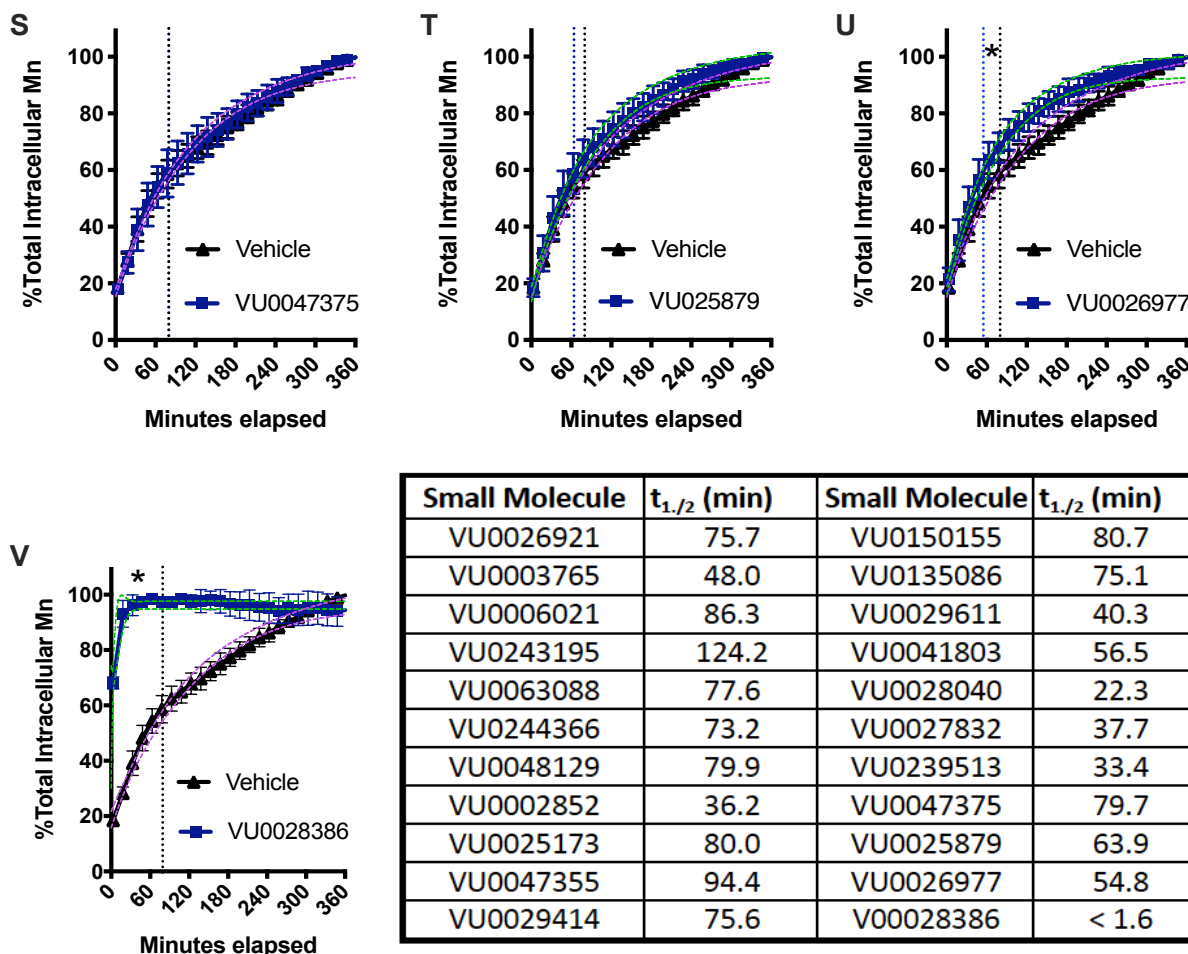 S
%Total Intracellular Mn
100
80
60
40
20
0
Vehicle
VU0047375
0 60 120 180 240 300 360
Minutes elapsed
T
%Total Intracellular Mn
100
80
60
40
20
0
Vehicle
VU025879
0 60 120 180 240 300 360
Minutes elapsed
U
%Total Intracellular Mn
100
80
60
40
20
0
*
Vehicle
VU0026977
0 60 120 180 240 300 360
Minutes elapsed
V
%Total Intracellular Mn
100
80
60
40
20
0
*
Vehicle
VU0028386
0 60 120 180 240 300 360
Minutes elapsed
Small Molecule t1./2 (min) Small Molecule t1./2 (min)
VU0026921 75.7 VU0150155 80.7
VU0003765 48.0 VU0135086 75.1
VU0006021 86.3 VU0029611 40.3
VU0243195 124.2 VU0041803 56.5
VU0063088 77.6 VU0028040 22.3
VU0244366 73.2 VU0027832 37.7
VU0048129 79.9 VU0239513 33.4
VU0002852 36.2 VU0047375 79.7
VU0025173 80.0 VU0025879 63.9
VU0047355 94.4 VU0026977 54.8
VU0029414 75.6 V00028386 < 1.6